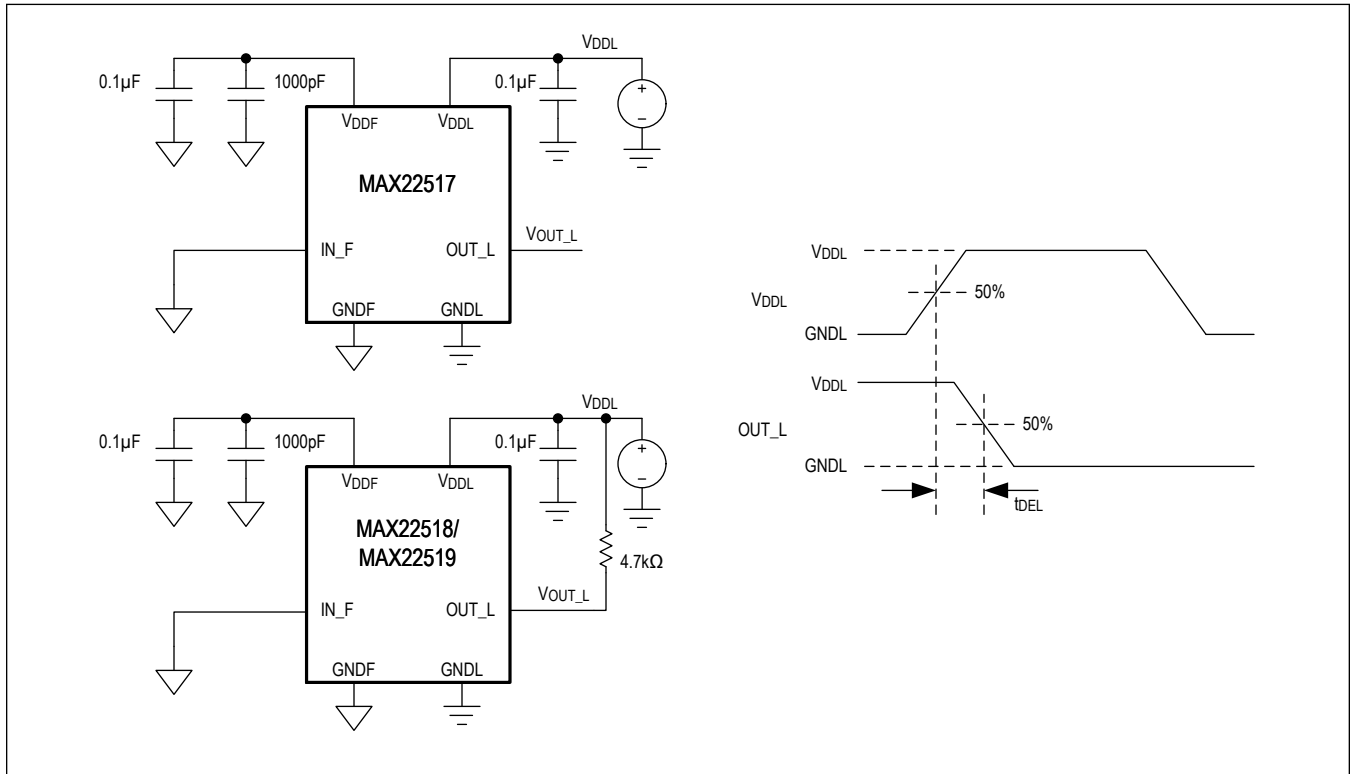 VDDL
0.1µF
1000pF
0.1µF
+
−
VDDF
VDDL
MAX22517
IN_F
OUT_L
VOUT_L
GNDF
GNDL
VDDL
0.1µF
1000pF
0.1µF
+
−
VDDF
VDDL
MAX22518/
MAX22519
4.7kΩ
IN_F
OUT_L
VOUT_L
GNDF
GNDL
VDDL
VDDL
50%
GNDL
VDDL
OUT_L
50%
GNDL
tDEL